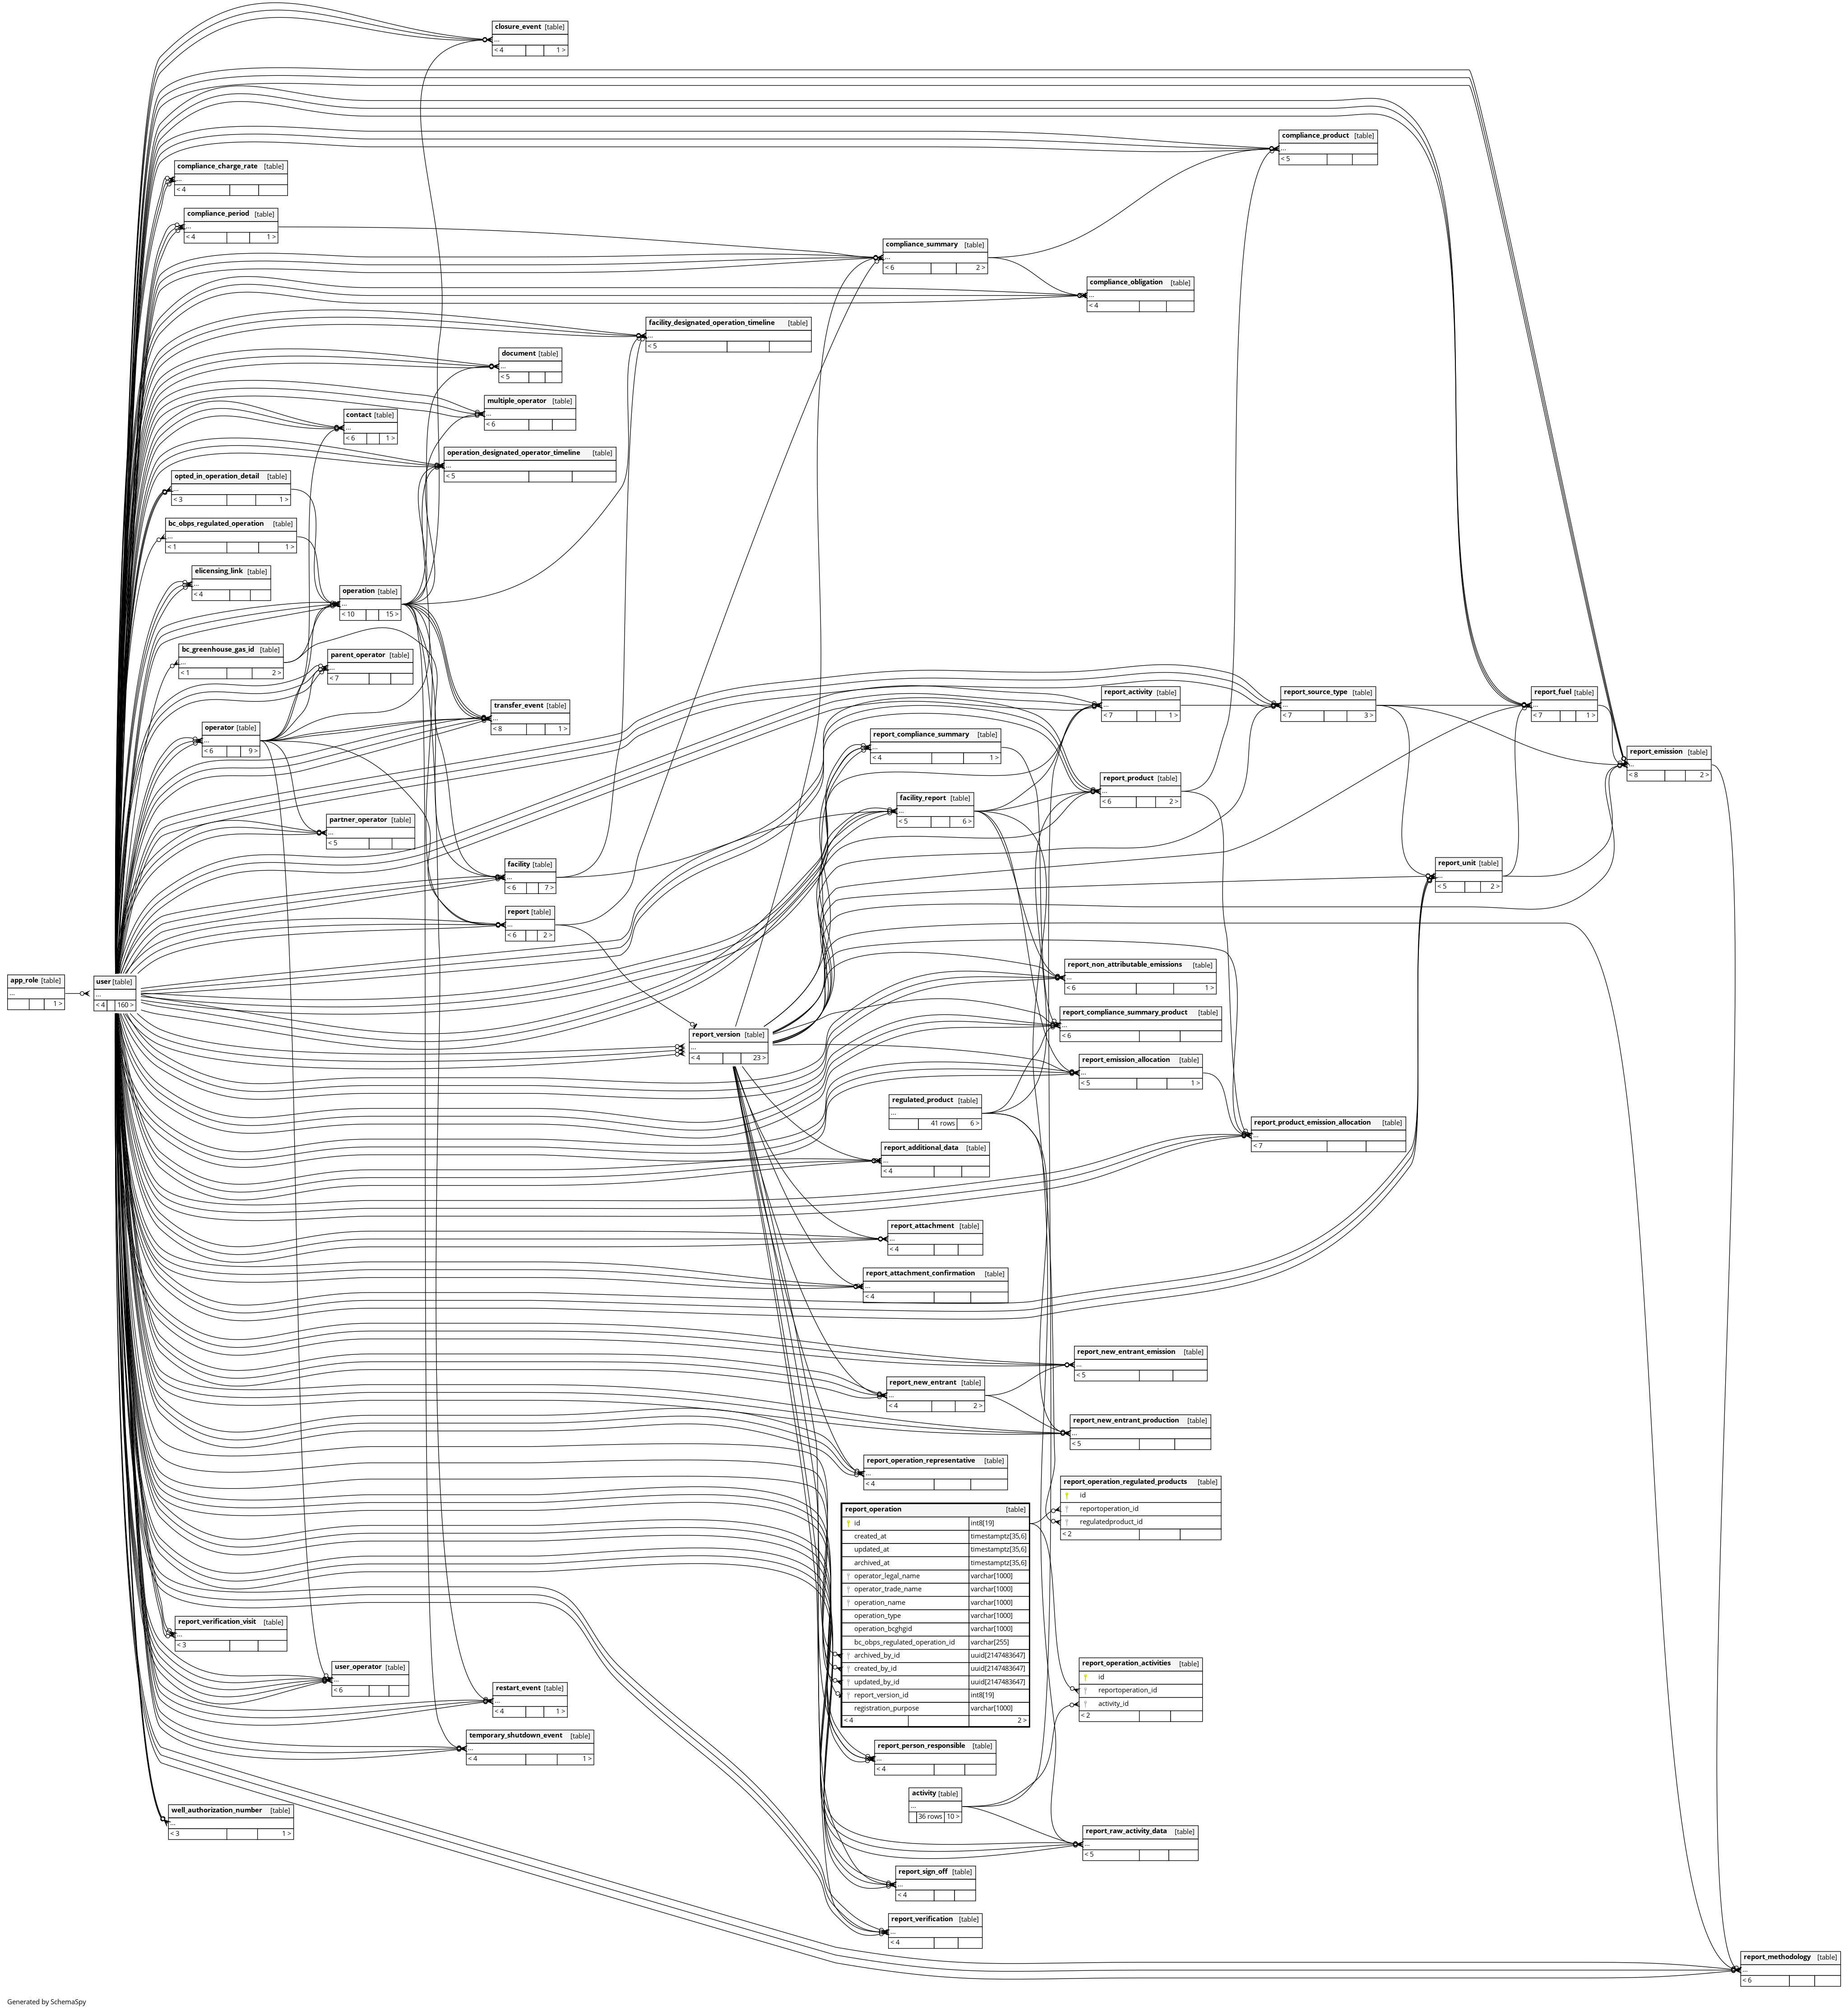 closure_event [table]
...
< 4 1 >
compliance_product [table]
...
< 5
compliance_charge_rate [table]
...
< 4
compliance_period [table]
...
< 4 1 >
compliance_summary [table]
...
< 6 2 >
compliance_obligation [table]
...
< 4
facility_designated_operation_timeline [table]
...
< 5
document [table]
...
< 5
multiple_operator [table]
...
< 6
contact [table]
...
< 6 1 >
operation_designated_operator_timeline [table]
...
< 5
opted_in_operation_detail [table]
...
< 3 1 >
bc_obps_regulated_operation [table]
...
< 1 1 >
elicensing_link [table]
...
< 4
operation [table]
...
< 10 15 >
bc_greenhouse_gas_id [table]
...
< 1 2 >
parent_operator [table]
...
< 7
transfer_event [table]
...
< 8 1 >
operator [table]
...
< 6 9 >
report_activity [table]
...
< 7 1 >
report_source_type [table]
...
< 7 3 >
report_fuel [table]
...
< 7 1 >
report_compliance_summary [table]
...
< 4 1 >
report_emission [table]
...
< 8 2 >
report_product [table]
...
< 6 2 >
facility_report [table]
...
< 5 6 >
partner_operator [table]
...
< 5
facility [table]
...
< 6 7 >
report_unit [table]
...
< 5 2 >
report [table]
...
< 6 2 >
app_role [table]
...
1 >
user [table]
...
< 4 160 >
report_non_attributable_emissions [table]
...
< 6 1 >
report_compliance_summary_product [table]
...
< 6
report_version [table]
...
< 4 23 >
report_emission_allocation [table]
...
< 5 1 >
regulated_product [table]
...
41 rows 6 >
report_product_emission_allocation [table]
...
< 7
report_additional_data [table]
...
< 4
report_attachment [table]
...
< 4
report_attachment_confirmation [table]
...
< 4
report_new_entrant_emission [table]
...
< 5
report_new_entrant [table]
...
< 4 2 >
report_new_entrant_production [table]
...
< 5
report_operation_representative [table]
...
< 4
report_operation_regulated_products [table]
id
reportoperation_id
regulatedproduct_id
< 2
report_operation [table]
id int8[19]
created_at timestamptz[35,6]
updated_at timestamptz[35,6]
archived_at timestamptz[35,6]
operator_legal_name varchar[1000]
operator_trade_name varchar[1000]
operation_name varchar[1000]
operation_type varchar[1000]
operation_bcghgid varchar[1000]
bc_obps_regulated_operation_id varchar[255]
archived_by_id uuid[2147483647]
created_by_id uuid[2147483647]
updated_by_id uuid[2147483647]
report_version_id int8[19]
registration_purpose varchar[1000]
< 4 2 >
report_verification_visit [table]
...
< 3
user_operator [table]
...
< 6
report_operation_activities [table]
id
reportoperation_id
activity_id
< 2
restart_event [table]
...
< 4 1 >
temporary_shutdown_event [table]
...
< 4 1 >
report_person_responsible [table]
...
< 4
activity [table]
...
36 rows 10 >
well_authorization_number [table]
...
< 3 1 >
report_raw_activity_data [table]
...
< 5
report_sign_off [table]
...
< 4
report_verification [table]
...
< 4
report_methodology [table]
...
< 6
Generated by SchemaSpy